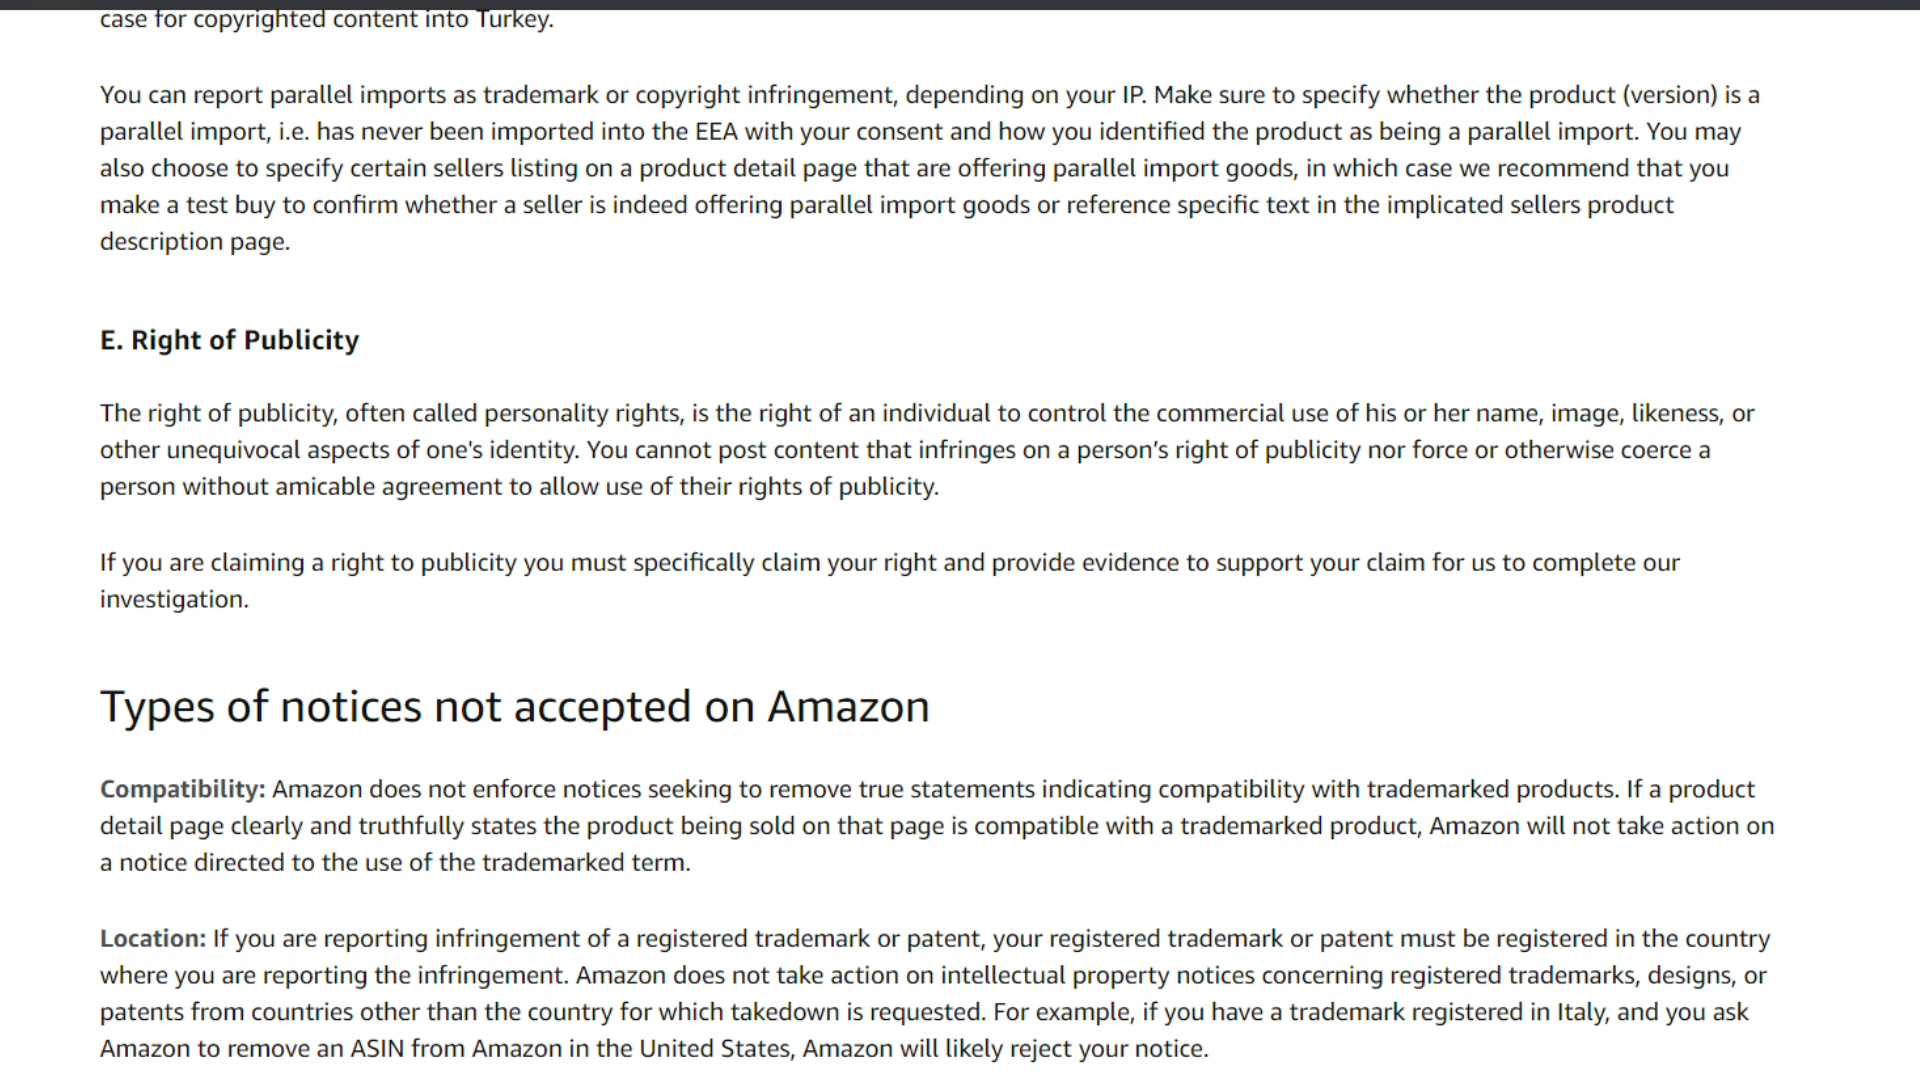 case for copyrighted content into Turkey.
You can report parallel imports as trademark or copyright infringement, depending on your IP. Make sure to specify whether the product (version) is a
parallel import, i.e. has never been imported into the EEA with your consent and how you identified the product as being a parallel import. You may
also choose to specify certain sellers listing on a product detail page that are offering parallel import goods, in which case we recommend that you
make a test buy to confirm whether a seller is indeed offering parallel import goods or reference specific text in the implicated sellers product
description page.
E. Right of Publicity
The right of publicity, often called personality rights, is the right of an individual to control the commercial use of his or her name, image, likeness, or
other unequivocal aspects of one's identity. You cannot post content that infringes on a person’s right of publicity nor force or otherwise coerce a
person without amicable agreement to allow use of their rights of publicity.
If you are claiming a right to publicity you must specifically claim your right and provide evidence to support your claim for us to complete our
investigation.
Types of notices not accepted on Amazon
Compatibility: Amazon does not enforce notices seeking to remove true statements indicating compatibility with trademarked products. If a product
detail page clearly and truthfully states the product being sold on that page is compatible with a trademarked product, Amazon will not take action on
a notice directed to the use of the trademarked term.
Location: If you are reporting infringement of a registered trademark or patent, your registered trademark or patent must be registered in the country
where you are reporting the infringement. Amazon does not take action on intellectual property notices concerning registered trademarks, designs, or
patents from countries other than the country for which takedown is requested. For example, if you have a trademark registered in Italy, and you ask
Amazon to remove an ASIN from Amazon in the United States, Amazon will likely reject your notice.